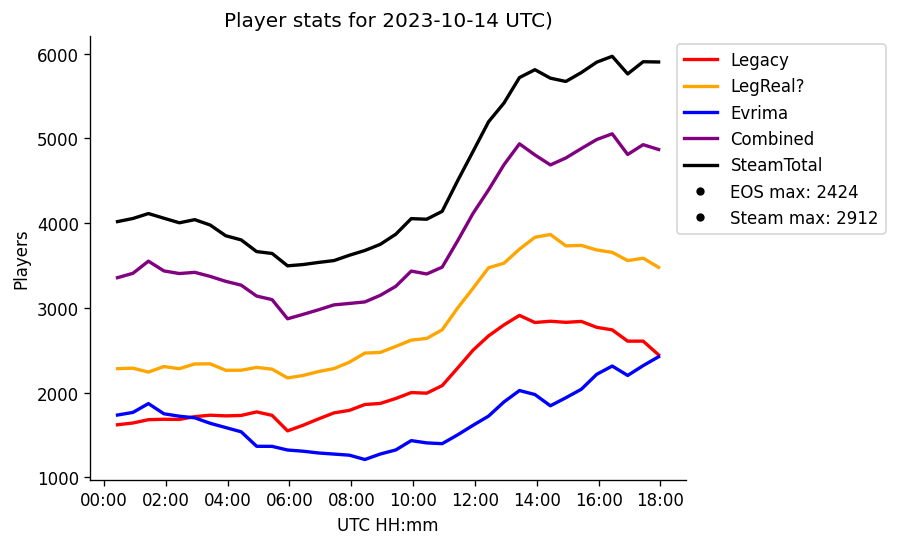 Player stats for 2023-10-14 UTC)
6000
5000
4000
3000
2000
1000
Players
00:00 02:00 04:00 06:00 08:00 10:00 12:00 14:00 16:00 18:00
UTC HH:mm
Legacy
LegReal?
Evrima
Combined
SteamTotal
EOS max: 2424
Steam max: 2912